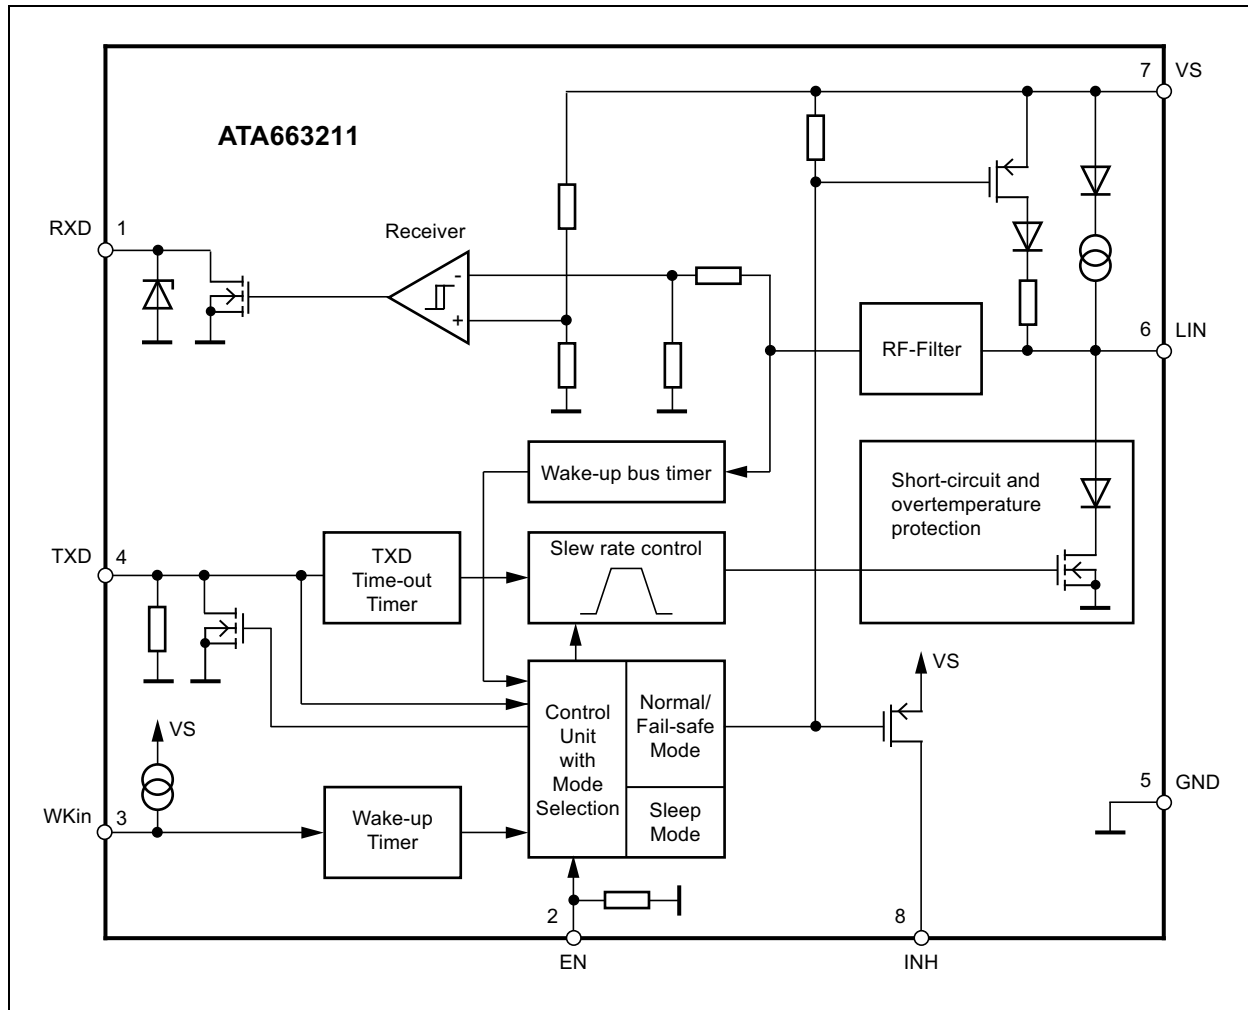 7 VS
ATA663211
RXD 1
Receiver
-
+
RF-Filter
6 LIN
Wake-up bus timer
Short-circuit and
overtemperature
protection
TXD 4
TXD
Time-out
Timer
Slew rate control
VS
Control
Unit
with
Mode
Selection
Normal/
Fail-safe
Mode
Sleep
Mode
VS
WKin 3
Wake-up
Timer
5 GND
2
EN
8
INH